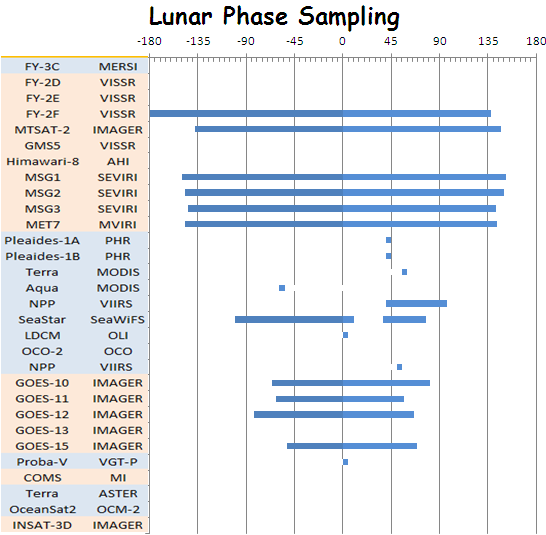 Lunar Phase Sampling
-180 -135 -90 -45 0 45 90 135 180
FY-3C MERSI
FY-2D VISSR
FY-2E VISSR
FY-2F VISSR
MTSAT-2 IMAGER
GMS5 VISSR
Himawari-8 AHI
MSG1 SEVIRI
MSG2 SEVIRI
MSG3 SEVIRI
MET7 MVIRI
Pleaides-1A PHR
Pleaides-1B PHR
Terra MODIS
Aqua MODIS
NPP VIIRS
SeaStar SeaWiFS
LDCM OLI
OCO-2 OCO
NPP VIIRS
GOES-10 IMAGER
GOES-11 IMAGER
GOES-12 IMAGER
GOES-13 IMAGER
GOES-15 IMAGER
Proba-V VGT-P
COMS MI
Terra ASTER
OceanSat2 OCM-2
INSAT-3D IMAGER